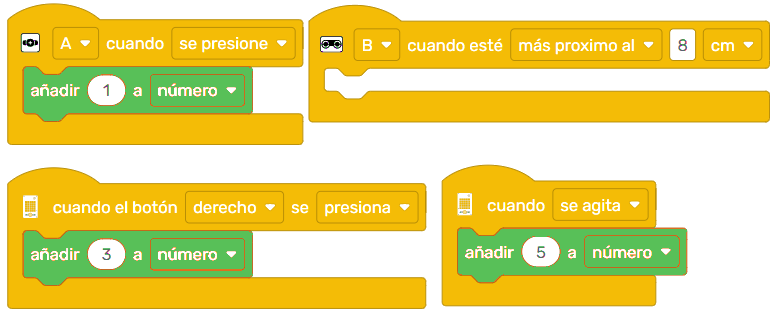 A cuando se presione
añadir 1 a número
B cuando esté más proximo al 8 cm
cuando el botón derecho se presiona
añadir 3 a número
cuando se agita
añadir 5 a número